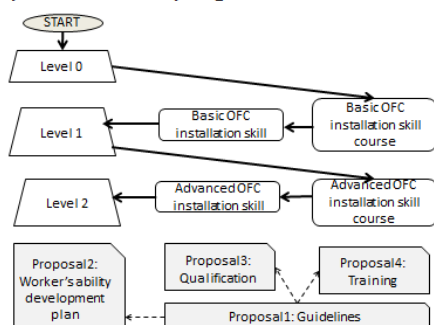 START
Level 0
Basic OFC
installation skill
course
Basic OFC
installation skill
Level 1
Advanced OFC
installation skill
course
Advanced OFC
installation skill
Level 2
Proposal2:
Worker's ability
development
plan
Proposal3:
Qualification
Proposal4:
Training
Proposal1: Guidelines